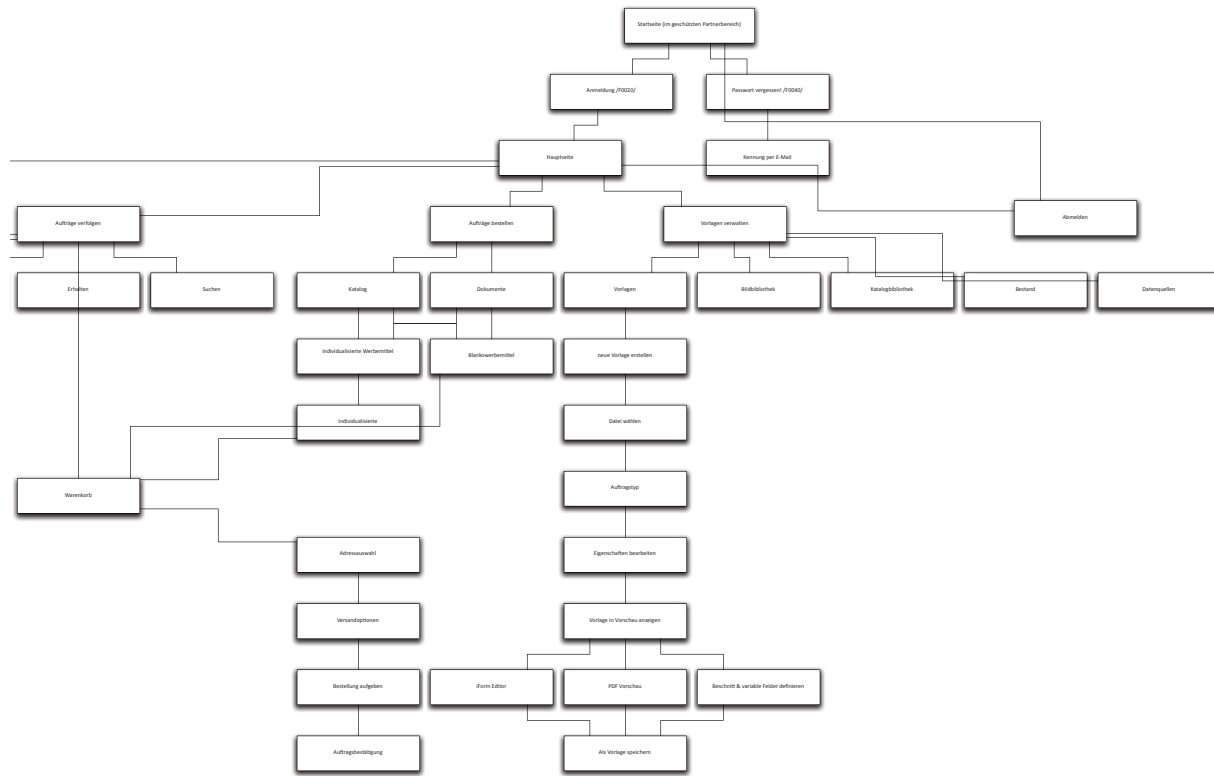 Startseite (im geschützten Partnerbereich)
Anmeldung /F0020/
Passwort vergessen! /F0040/
Hauptseite
Kennung per E-Mail
Aufträge verfolgen
Aufträge bestellen
Vorlagen verwalten
Abmelden
Erhalten
Suchen
Katalog
Dokumente
Vorlagen
Bildbibliothek
Katalogbibliothek
Bestand
Datenquellen
Individualisierte Werbemittel
Blankowerbemittel
neue Vorlage erstellen
Individualisierte
Datei wählen
Warenkorb
Auftragstyp
Adressauswahl
Eigenschaften bearbeiten
Versandoptionen
Vorlage in Vorschau anzeigen
Bestellung aufgeben
iForm Editor
PDF Vorschau
Beschnitt & variable Felder definieren
Auftragsbestätigung
Als Vorlage speichern